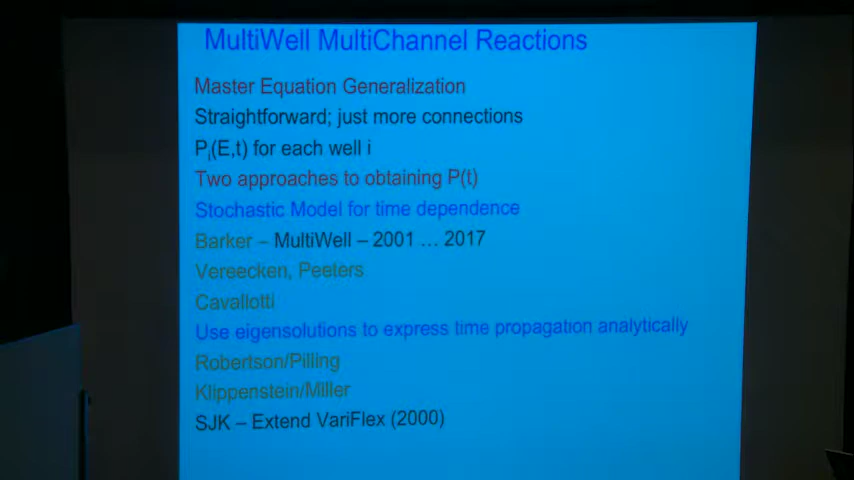 MultiWell MultiChannel Reactions
Master Equation Generalization
Straightforward; just more connections
Pi(E,t) for each well i
Two approaches to obtaining P(t)
Stochastic Model for time dependence
Barker – MultiWell – 2001 … 2017
Vereecken, Peeters
Cavallotti
Use eigensolutions to express time propagation analytically
Robertson/Pilling
Klippenstein/Miller
SJK – Extend VariFlex (2000)